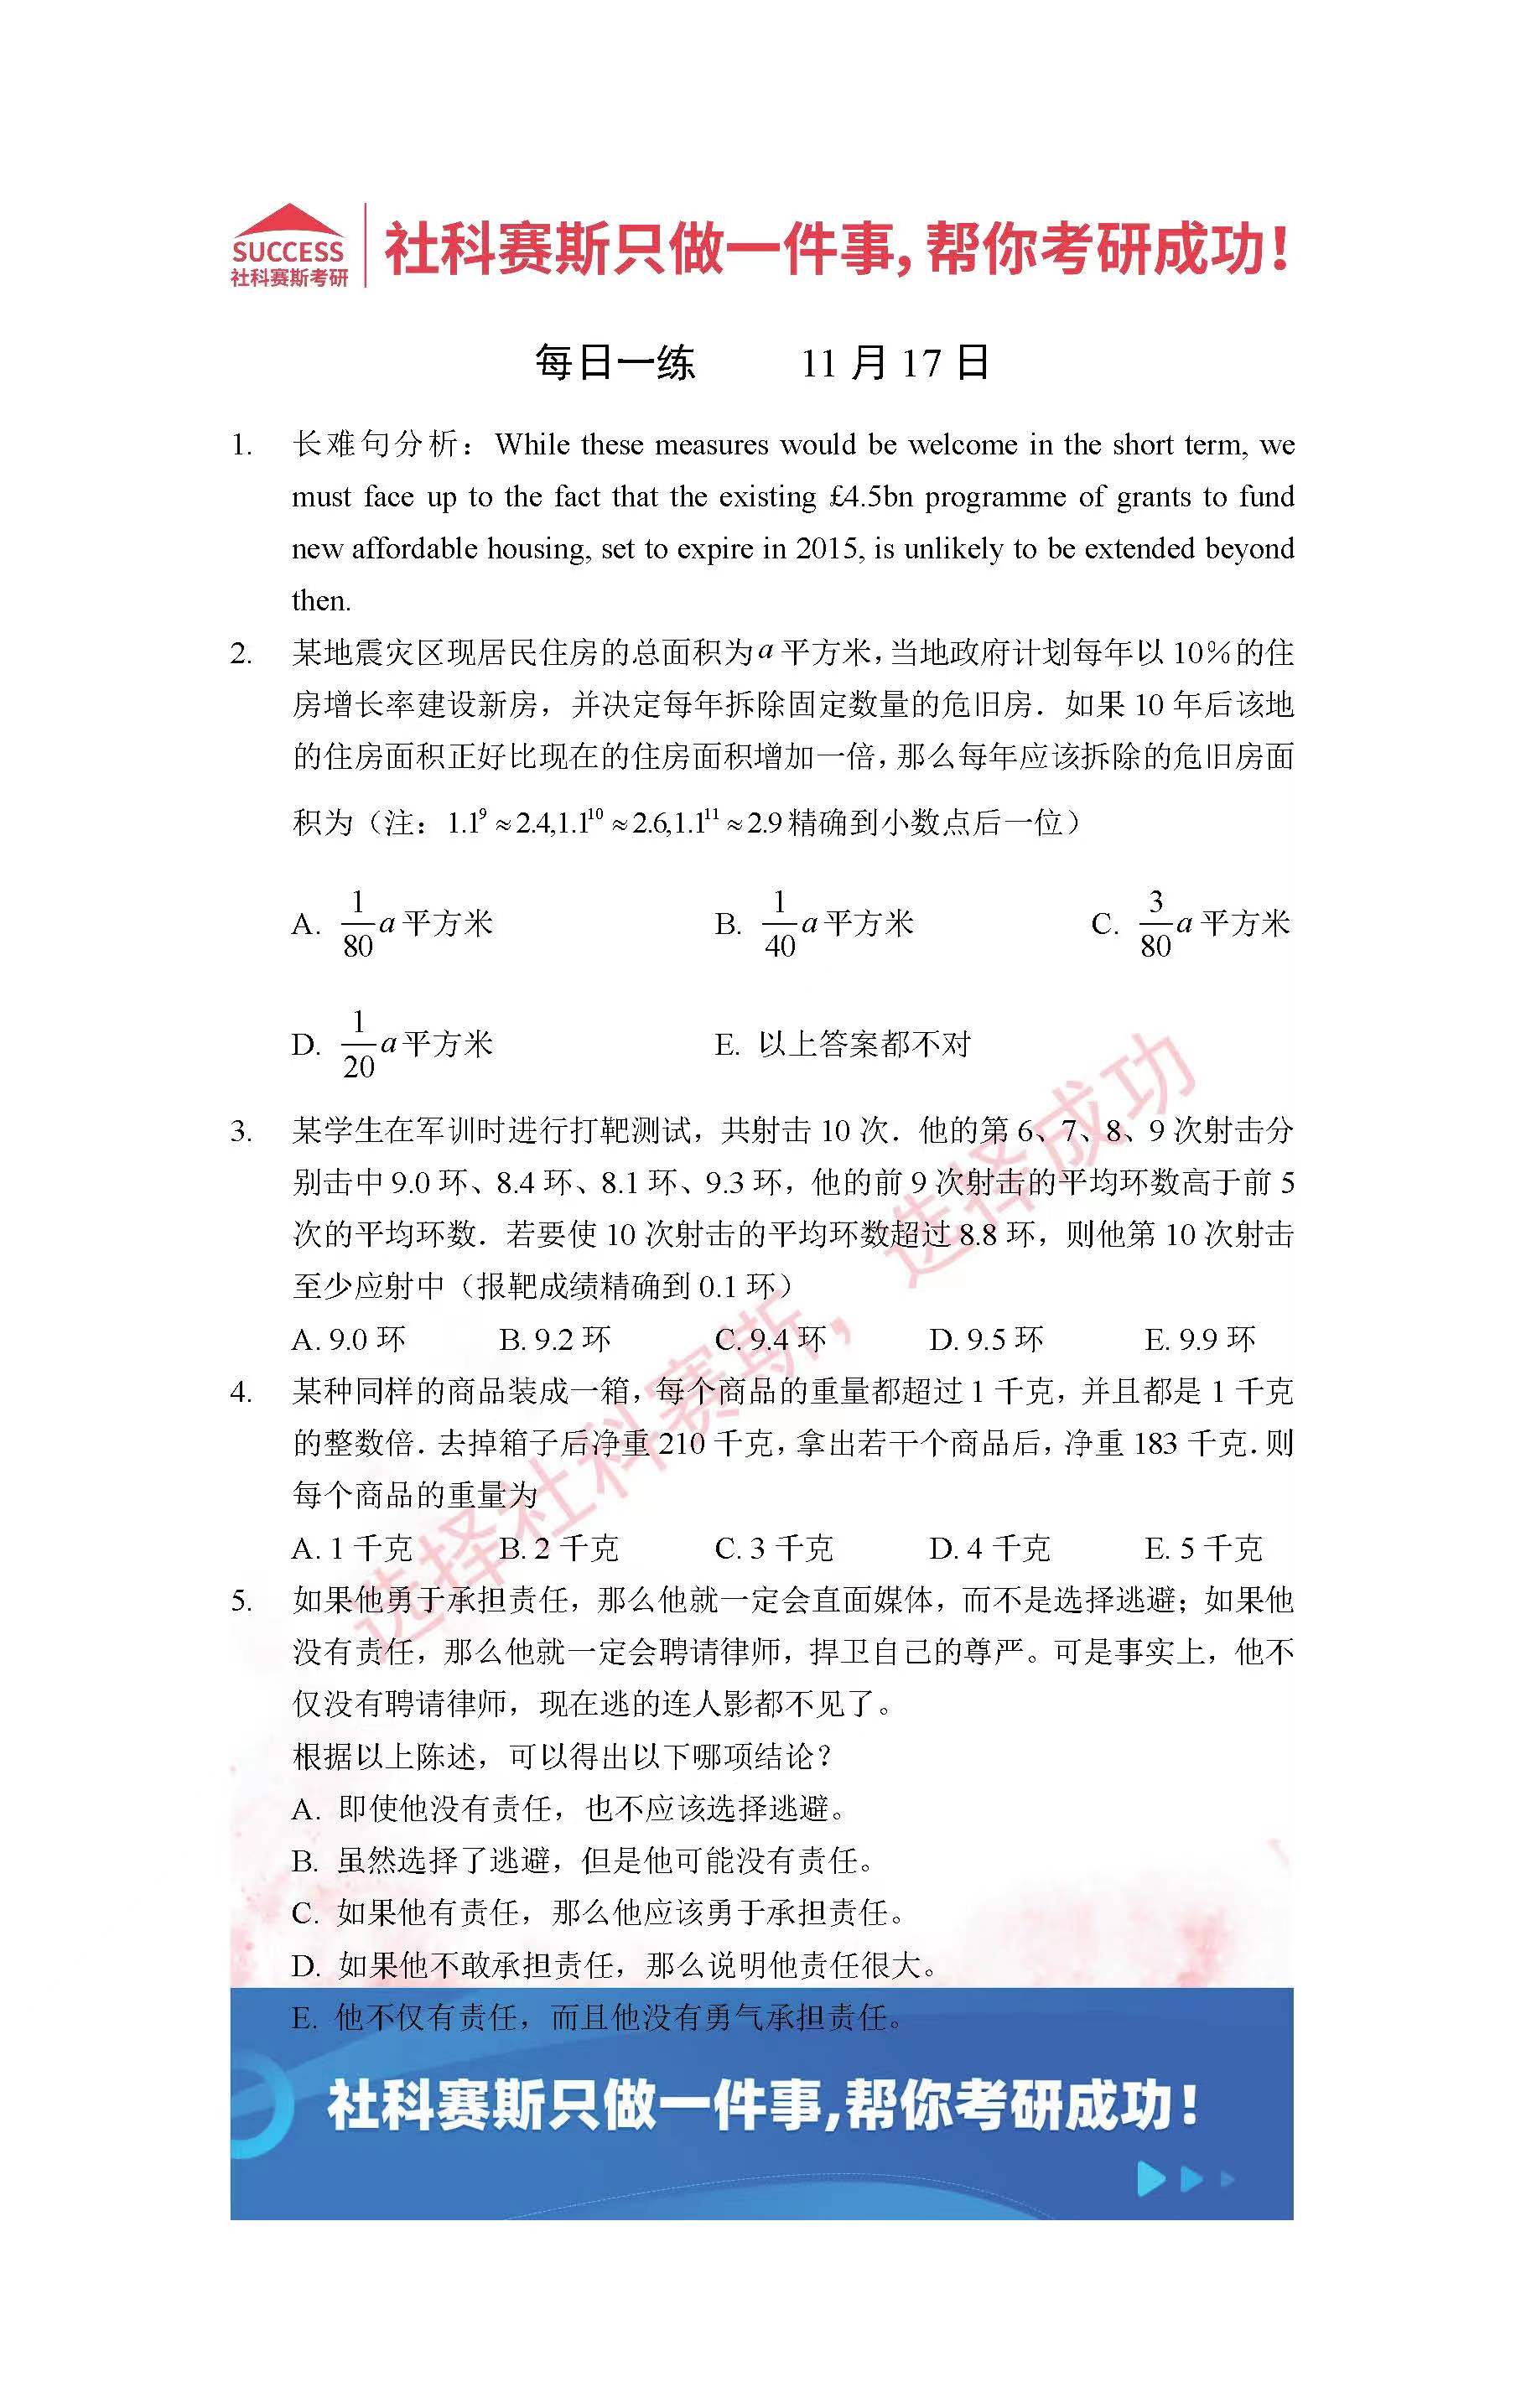 SUCCESS
社科赛斯考研
社科赛斯只做一件事，帮你考研成功！
每日一练 11 月 17 日
1. 长难句分析：While these measures would be welcome in the short term, we
must face up to the fact that the existing £4.5bn programme of grants to fund
new affordable housing, set to expire in 2015, is unlikely to be extended beyond
then.
2. 某地震灾区现居民住房的总面积为 a 平方米，当地政府计划每年以 10%的住
房增长率建设新房，并决定每年拆除固定数量的危旧房．如果 10 年后该地
的住房面积正好比现在的住房面积增加一倍，那么每年应该拆除的危旧房面
积为（注：1.1⁹≈2.4,1.1¹⁰≈2.6,1.1¹¹≈2.9 精确到小数点后一位）
A. 1/80 a 平方米 B. 1/40 a 平方米 C. 3/80 a 平方米
D. 1/20 a 平方米 E. 以上答案都不对
3. 某学生在军训时进行打靶测试，共射击 10 次．他的第 6、7、8、9 次射击分
别击中 9.0 环、8.4 环、8.1 环、9.3 环，他的前 9 次射击的平均环数高于前 5
次的平均环数．若要使 10 次射击的平均环数超过 8.8 环，则他第 10 次射击
至少应射中（报靶成绩精确到 0.1 环）
A. 9.0 环 B. 9.2 环 C. 9.4 环 D. 9.5 环 E. 9.9 环
4. 某种同样的商品装成一箱，每个商品的重量都超过 1 千克，并且都是 1 千克
的整数倍．去掉箱子后净重 210 千克，拿出若干个商品后，净重 183 千克．则
每个商品的重量为
A. 1 千克 B. 2 千克 C. 3 千克 D. 4 千克 E. 5 千克
5. 如果他勇于承担责任，那么他就一定会直面媒体，而不是选择逃避；如果他
没有责任，那么他就一定会聘请律师，捍卫自己的尊严。可是事实上，他不
仅没有聘请律师，现在逃的连人影都不见了。
根据以上陈述，可以得出以下哪项结论？
A. 即使他没有责任，也不应该选择逃避。
B. 虽然选择了逃避，但是他可能没有责任。
C. 如果他有责任，那么他应该勇于承担责任。
D. 如果他不敢承担责任，那么说明他责任很大。
E. 他不仅有责任，而且他没有勇气承担责任。
选择社科赛斯，选择成功
社科赛斯只做一件事，帮你考研成功！